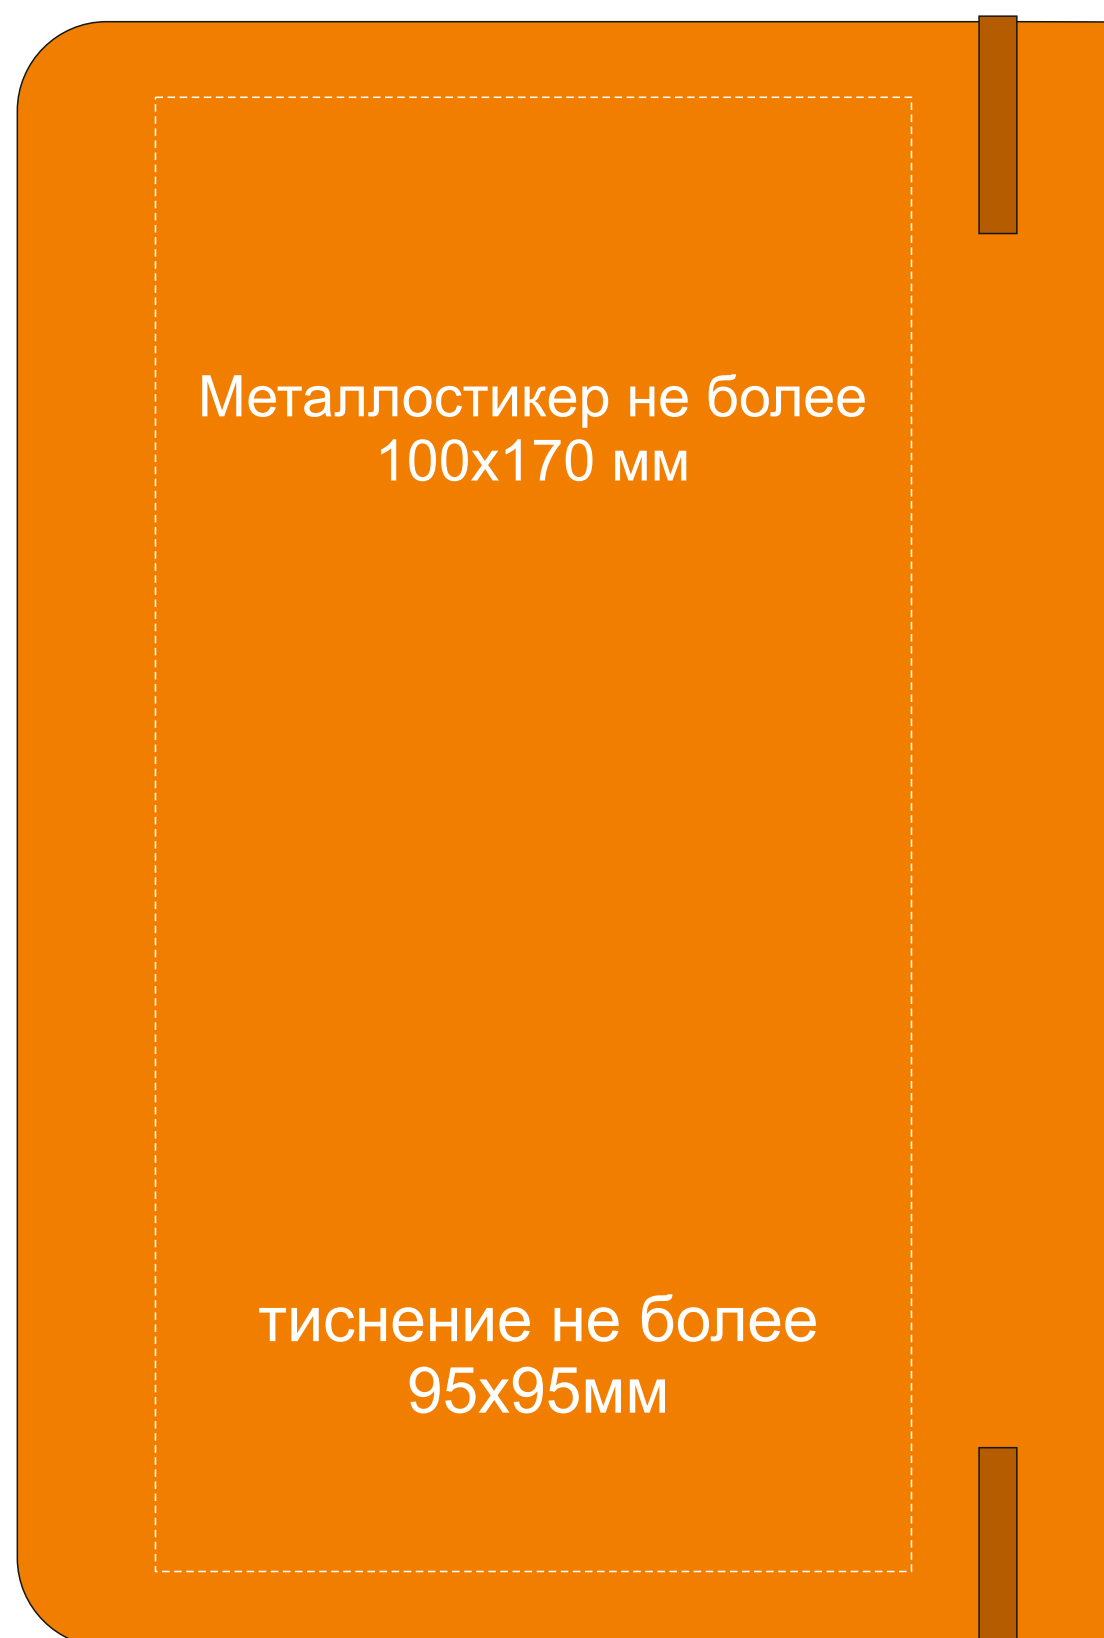 Металлостикер не более
100х170 мм
тиснение не более
95х95мм